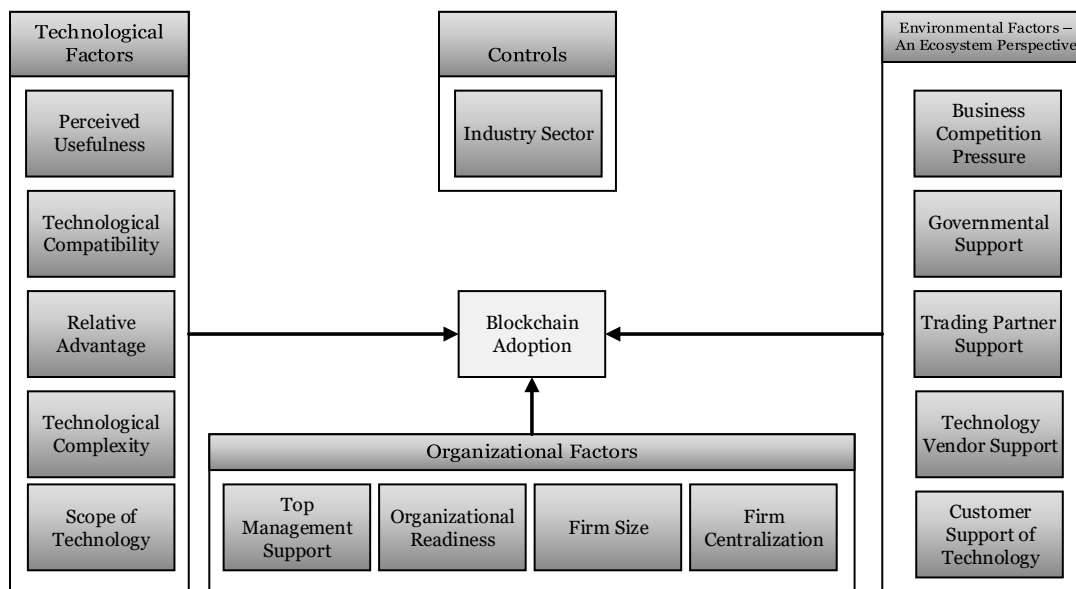 Technological
Factors
Perceived
Usefulness
Technological
Compatibility
Relative
Advantage
Technological
Complexity
Scope of
Technology
Controls
Industry Sector
Blockchain
Adoption
Organizational Factors
Top
Management
Support
Organizational
Readiness
Firm Size
Firm
Centralization
Environmental Factors –
An Ecosystem Perspective
Business
Competition
Pressure
Governmental
Support
Trading Partner
Support
Technology
Vendor Support
Customer
Support of
Technology